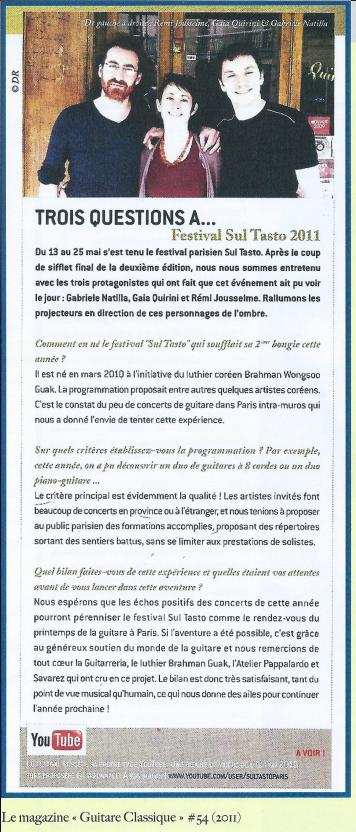 De gauche à droite : Rémi Jousselme, Gaïa Quirini & Gabriele Natilla
© DR
TROIS QUESTIONS A...
Festival Sul Tasto 2011
Du 13 au 25 mai s'est tenu le festival parisien Sul Tasto. Après le coup
de sifflet final de la deuxième édition, nous nous sommes entretenu
avec les trois protagonistes qui ont fait que cet événement ait pu voir
le jour : Gabriele Natilla, Gaia Quirini et Rémi Jousselme. Rallumons les
projecteurs en direction de ces personnages de l'ombre.
Comment en né le festival "Sul Tasto" qui soufflait sa 2ème bougie cette
année ?
Il est né en mars 2010 à l'initiative du luthier coréen Brahman Wongsoo
Guak. La programmation proposait entre autres quelques artistes coréens.
C'est le constat du peu de concerts de guitare dans Paris intra-muros qui
nous a donné l'envie de tenter cette expérience.
Sur quels critères établissez-vous la programmation ? Par exemple,
cette année, on a pu découvrir un duo de guitares à 8 cordes ou un duo
piano-guitare ...
Le critère principal est évidemment la qualité ! Les artistes invités font
beaucoup de concerts en province ou à l'étranger, et nous tenions à proposer
au public parisien des formations accomplies, proposant des répertoires
sortant des sentiers battus, sans se limiter aux prestations de solistes.
Quel bilan faites-vous de cette expérience et quelles étaient vos attentes
avant de vous lancer dans cette aventure ?
Nous espérons que les échos positifs des concerts de cette année
pourront pérenniser le festival Sul Tasto comme le rendez-vous du
printemps de la guitare à Paris. Si l'aventure a été possible, c'est grâce
au généreux soutien du monde de la guitare et nous remercions de
tout cœur la Guitarreria, le luthier Brahman Guak, l'Atelier Pappalardo et
Savarez qui ont cru en ce projet. Le bilan est donc très satisfaisant, tant du
point de vue musical qu'humain, ce qui nous donne des ailes pour continuer
l'année prochaine !
YouTube
A VOIR !
WWW.YOUTUBE.COM/USER/SULTASTOPARIS
Le magazine « Guitare Classique » #54 (2011)